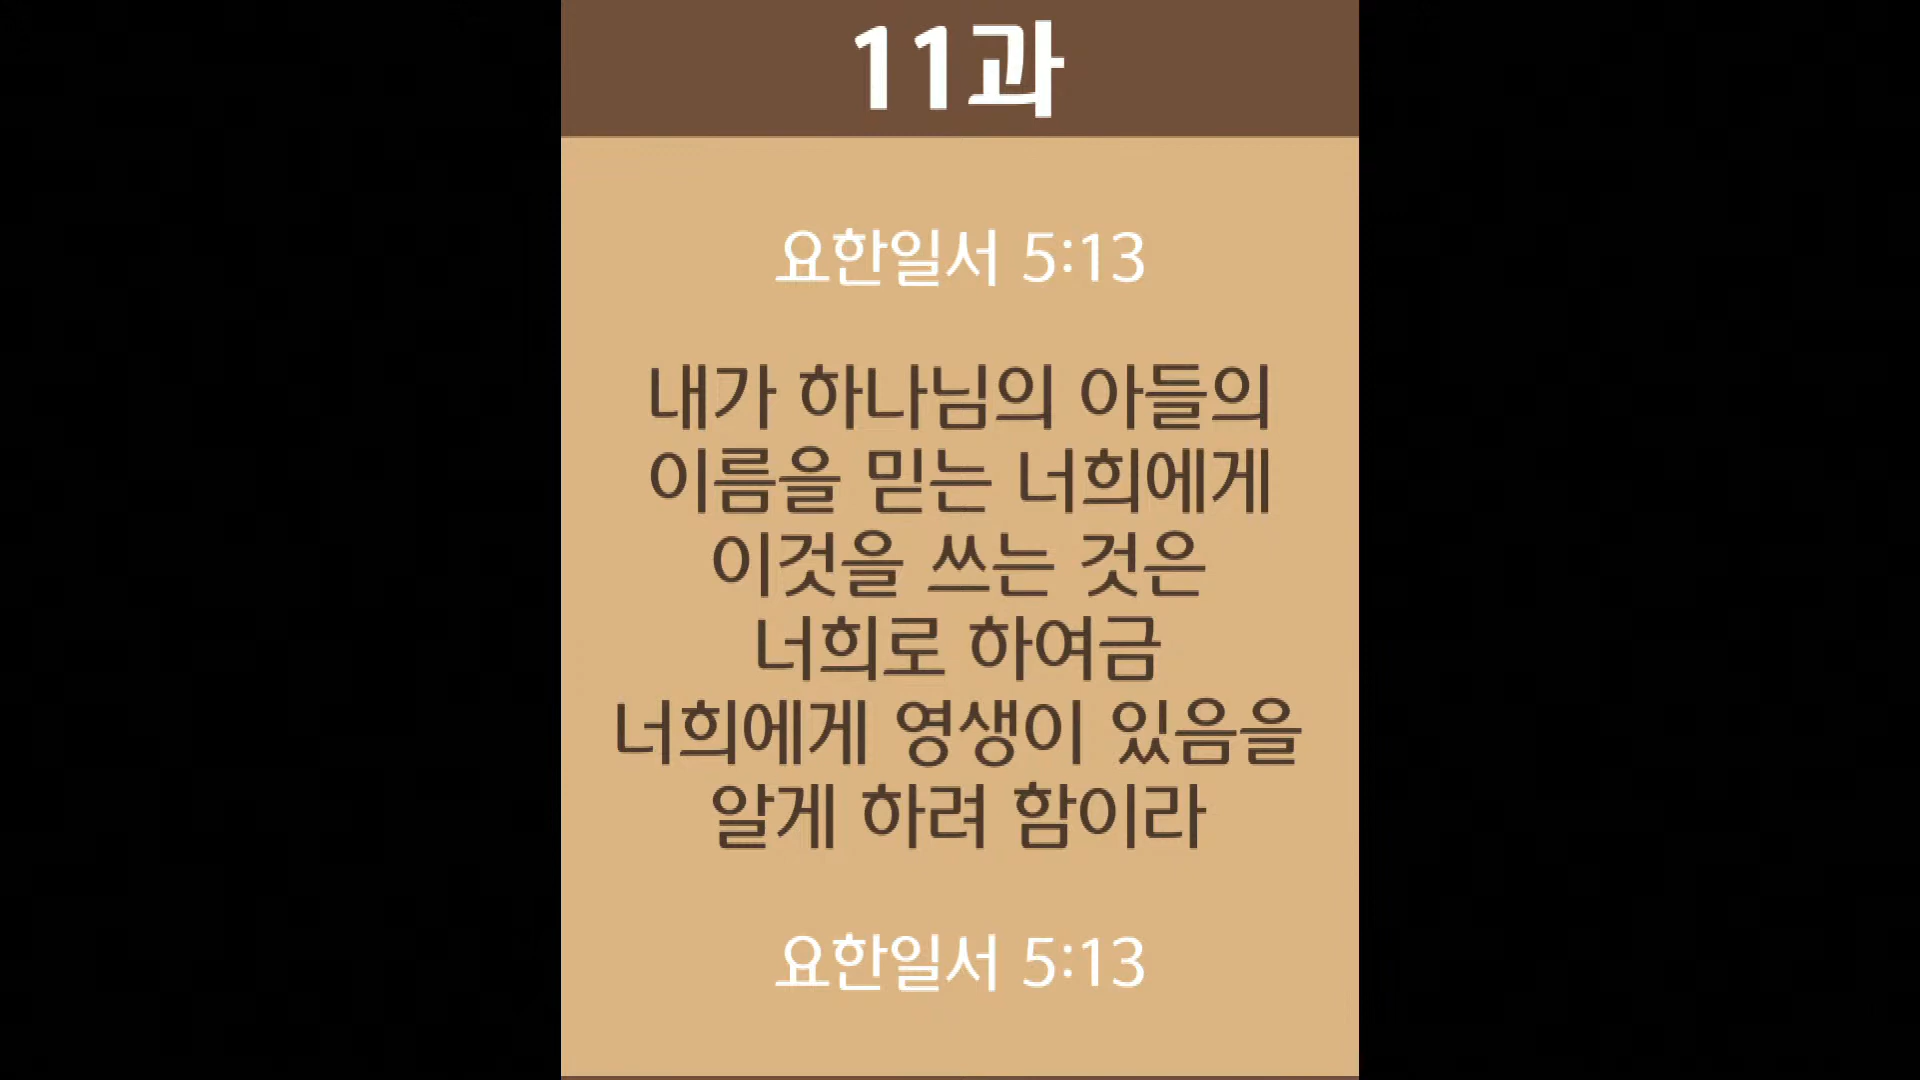 11과
요한일서 5:13
내가 하나님의 아들의
이름을 믿는 너희에게
이것을 쓰는 것은
너희로 하여금
너희에게 영생이 있음을
알게 하려 함이라
요한일서 5:13